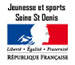 Jeunesse et sports
Seine St Denis
Liberté • Égalité • Fraternité
RÉPUBLIQUE FRANÇAISE